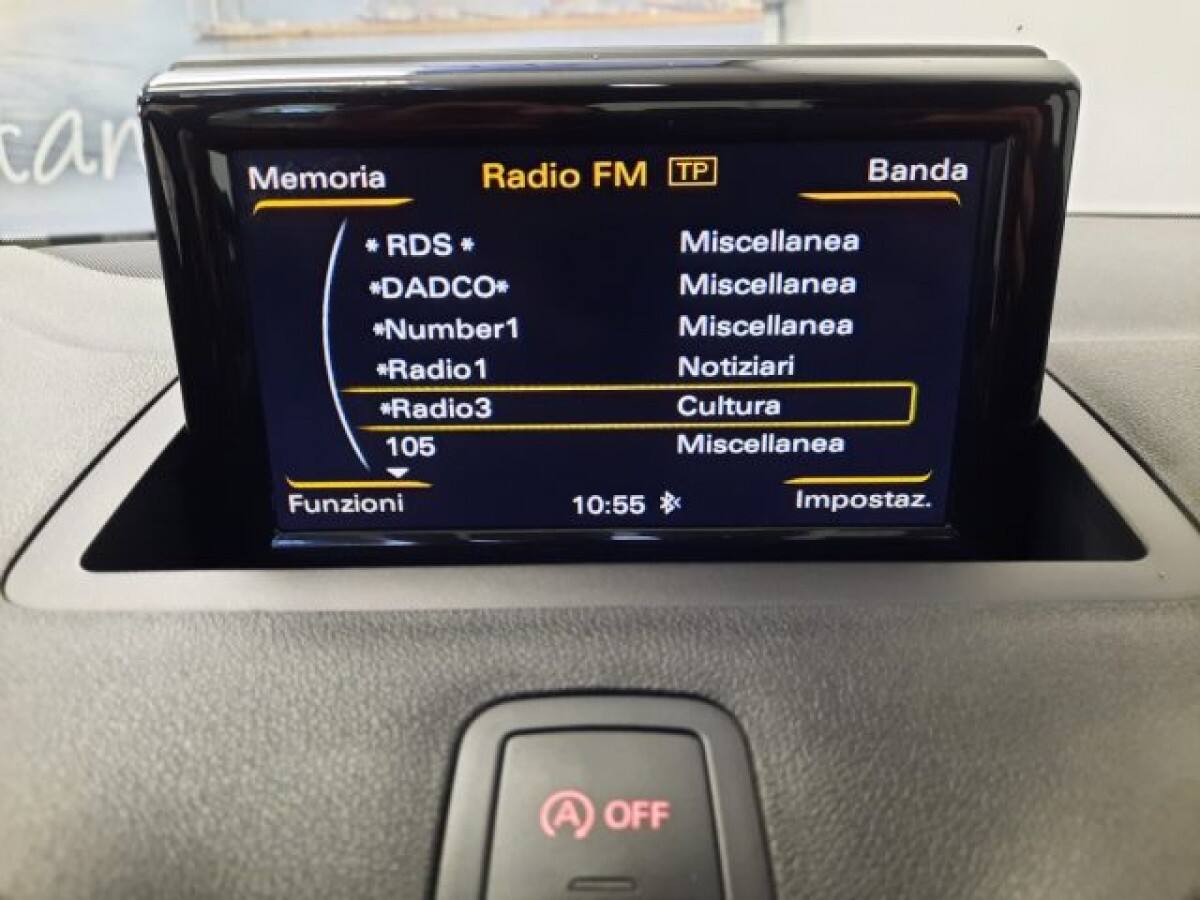 Memoria Radio FM TP Banda
* RDS * Miscellanea
*DADCO* Miscellanea
*Number1 Miscellanea
*Radio1 Notiziari
*Radio3 Cultura
105 Miscellanea
Funzioni 10:55 Impostaz.
A OFF